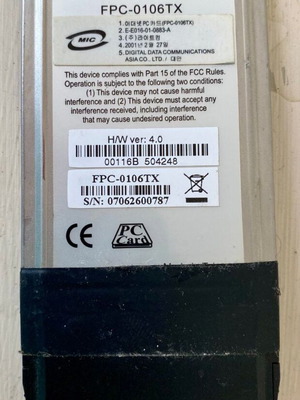 FPC-0106TX
MIC
1.이더넷 PC 카드(FPC-0106TX)
2.E-E016-01-0883-A
3.(주)콴이트런
4.2001년 2월 27일
5.DIGITAL DATA COMMUNICATIONS
ASIA CO., LTD. / 대만
This device complies with Part 15 of the FCC Rules.
Operation is subject to the following two conditions:
(1) This device may not cause harmful
interference and (2) This device must accept any
interference received, including interference
that may cause undesired operation.
H/W ver: 4.0
00116B 504248
FPC-0106TX
S/N: 07062600787
CE
PC
Card